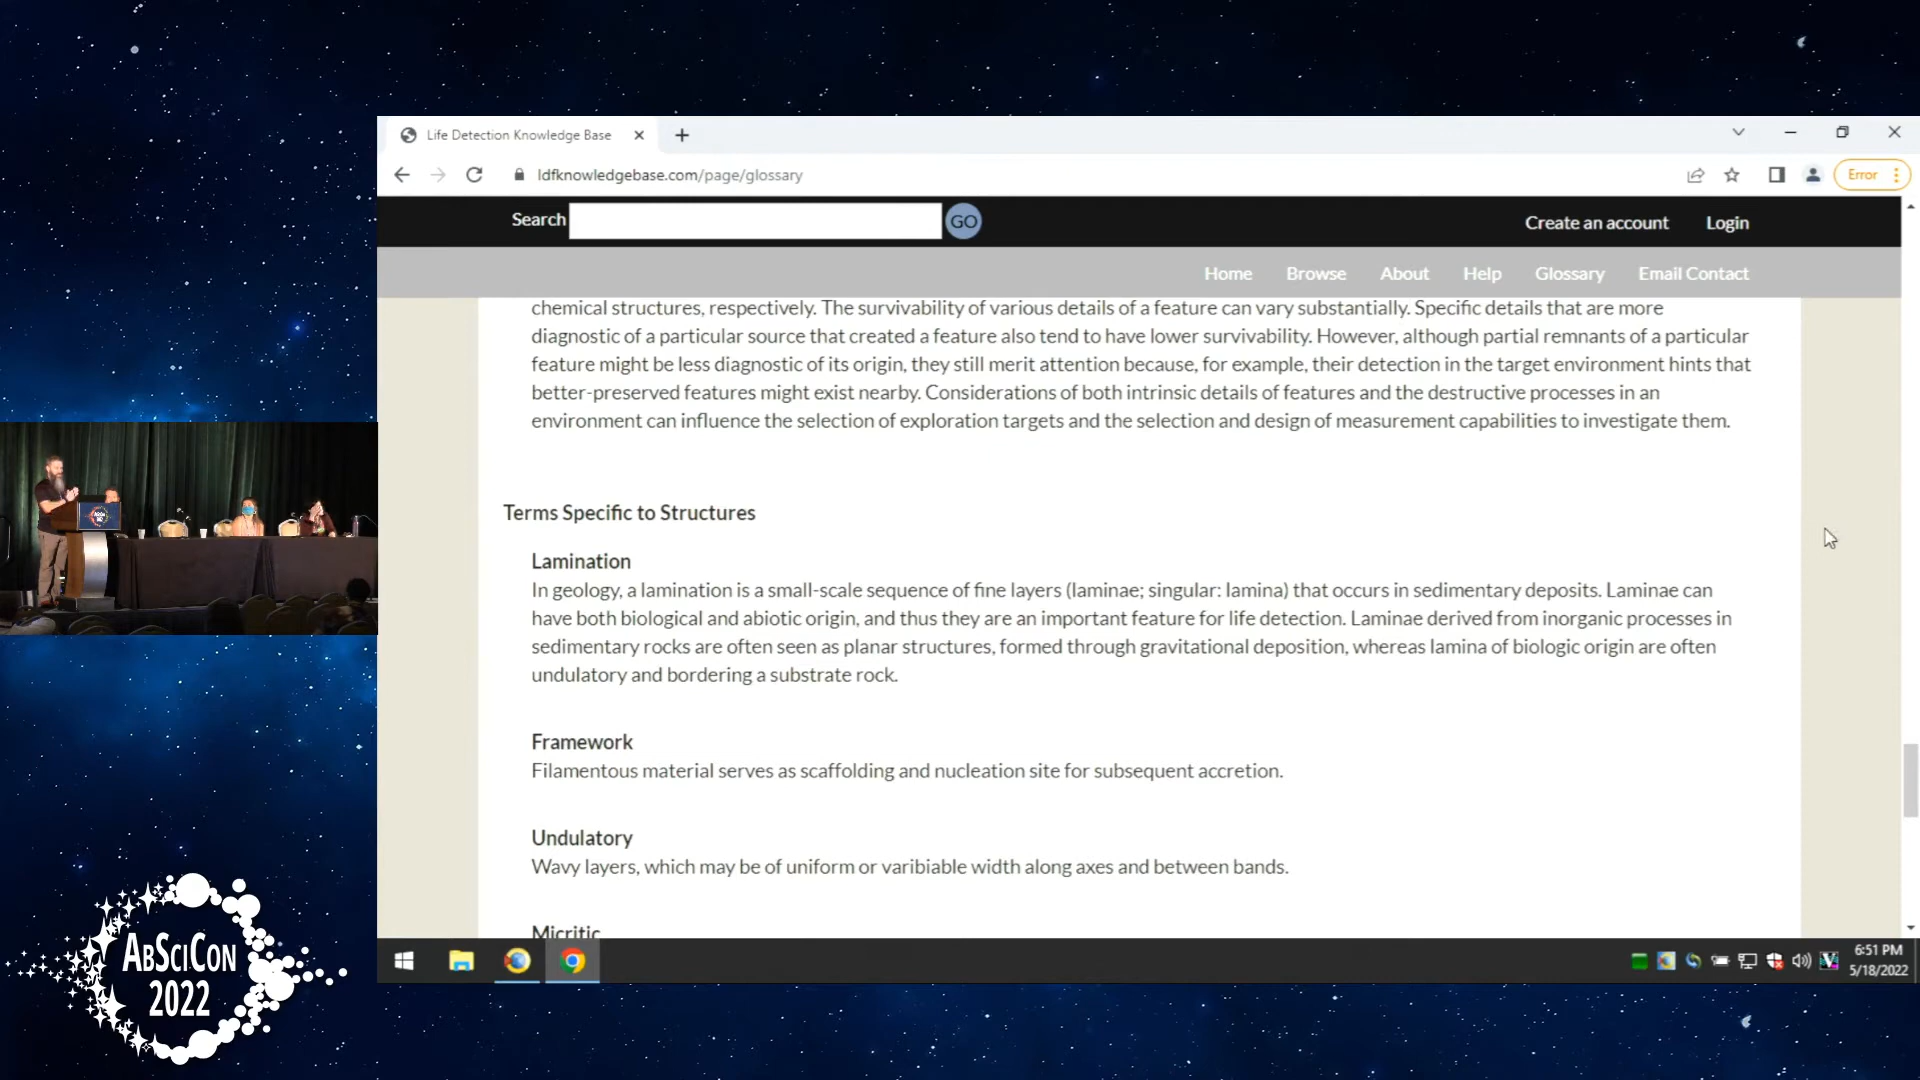 Life Detection Knowledge Base
ldfknowledgebase.com/page/glossary
Error
Search
GO
Create an account
Login
Home
Browse
About
Help
Glossary
Email Contact
chemical structures, respectively. The survivability of various details of a feature can vary substantially. Specific details that are more
diagnostic of a particular source that created a feature also tend to have lower survivability. However, although partial remnants of a particular
feature might be less diagnostic of its origin, they still merit attention because, for example, their detection in the target environment hints that
better-preserved features might exist nearby. Considerations of both intrinsic details of features and the destructive processes in an
environment can influence the selection of exploration targets and the selection and design of measurement capabilities to investigate them.
Terms Specific to Structures
Lamination
In geology, a lamination is a small-scale sequence of fine layers (laminae; singular: lamina) that occurs in sedimentary deposits. Laminae can
have both biological and abiotic origin, and thus they are an important feature for life detection. Laminae derived from inorganic processes in
sedimentary rocks are often seen as planar structures, formed through gravitational deposition, whereas lamina of biologic origin are often
undulatory and bordering a substrate rock.
Framework
Filamentous material serves as scaffolding and nucleation site for subsequent accretion.
Undulatory
Wavy layers, which may be of uniform or varibiable width along axes and between bands.
Micritic
6:51 PM
5/18/2022
ABSCICON
2022